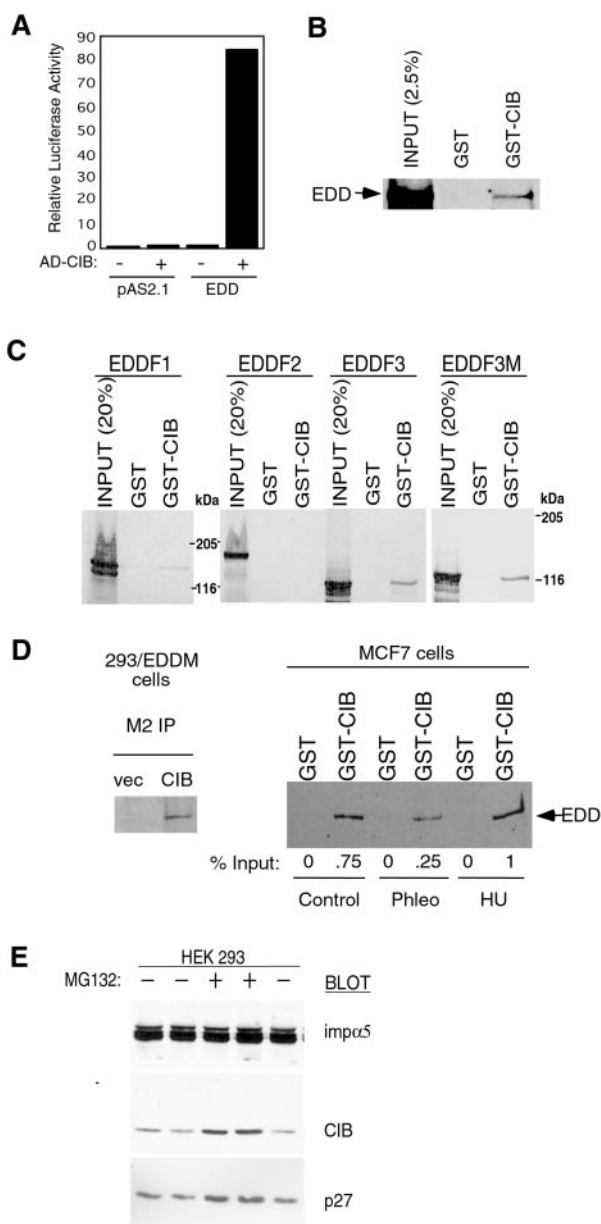 A
Relative Luciferase Activity
90
80
70
60
50
40
30
20
10
0
AD-CIB: - + - +
pAS2.1 EDD
B
INPUT (2.5%)
GST
GST-CIB
EDD
C
EDDF1 EDDF2 EDDF3 EDDF3M
INPUT (20%)
GST
GST-CIB
kDa
INPUT (20%)
GST
GST-CIB
INPUT (20%)
GST
GST-CIB
INPUT (20%)
GST
GST-CIB
kDa
205-
116-
-205
-116
D
293/EDDM
cells
M2 IP
vec CIB
MCF7 cells
GST
GST-CIB
GST
GST-CIB
GST
GST-CIB
EDD
% Input: 0 .75 0 .25 0 1
Control Phleo HU
E
HEK 293
MG132: − − + + − BLOT
impα5
CIB
p27